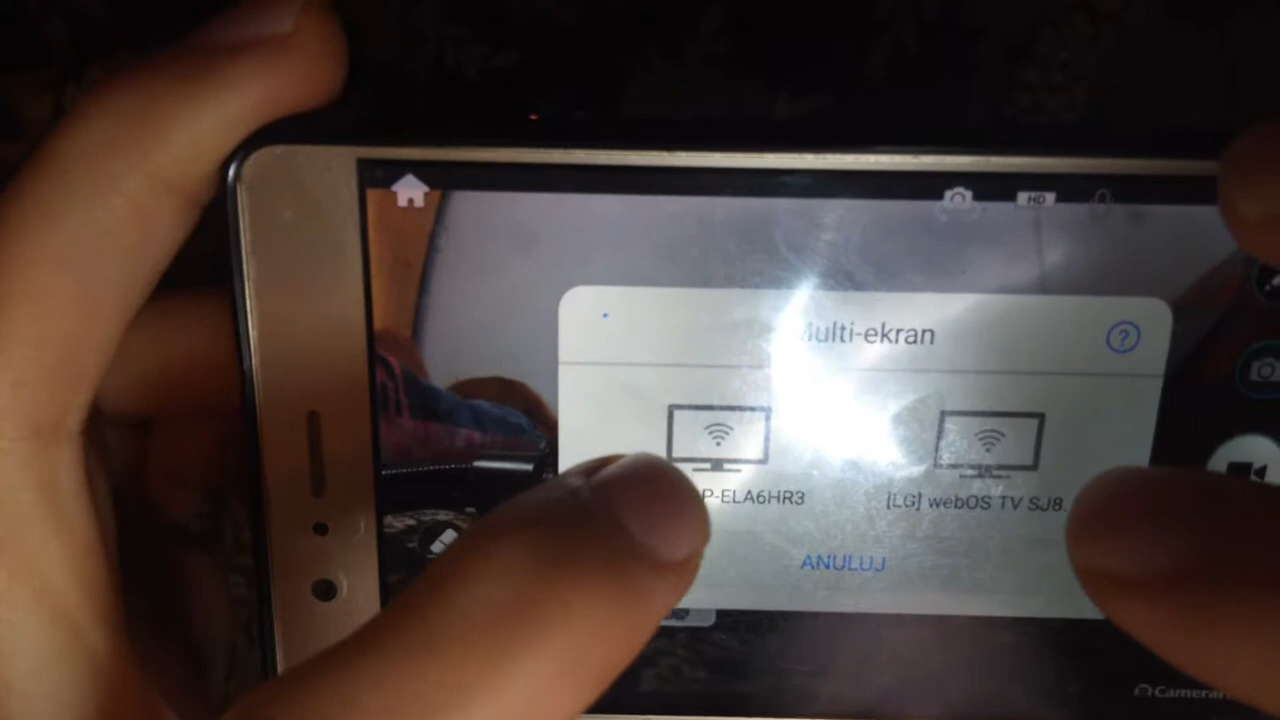 HD
Multi-ekran
?
P-ELA6HR3
[LG] webOS TV SJ8.
ANULUJ